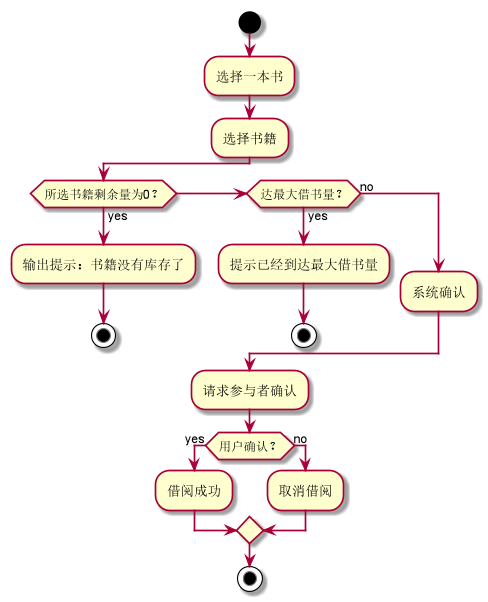 选择一本书
选择书籍
所选书籍剩余量为0？
达最大借书量？
no
yes
yes
输出提示：书籍没有库存了
提示已经到达最大借书量
系统确认
请求参与者确认
yes
用户确认？
no
借阅成功
取消借阅